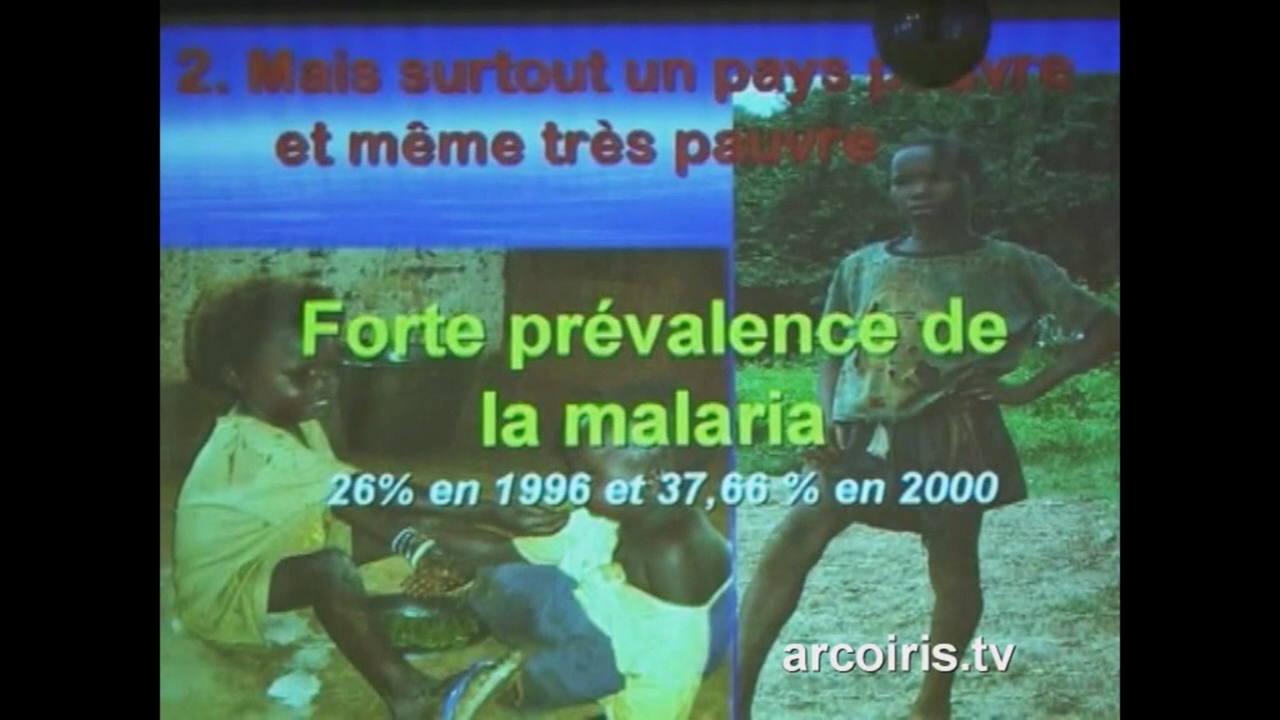 2. Mais surtout un pays pauvre
et même très pauvre
Forte prévalence de
la malaria
26% en 1996 et 37,66 % en 2000
arcoiris.tv